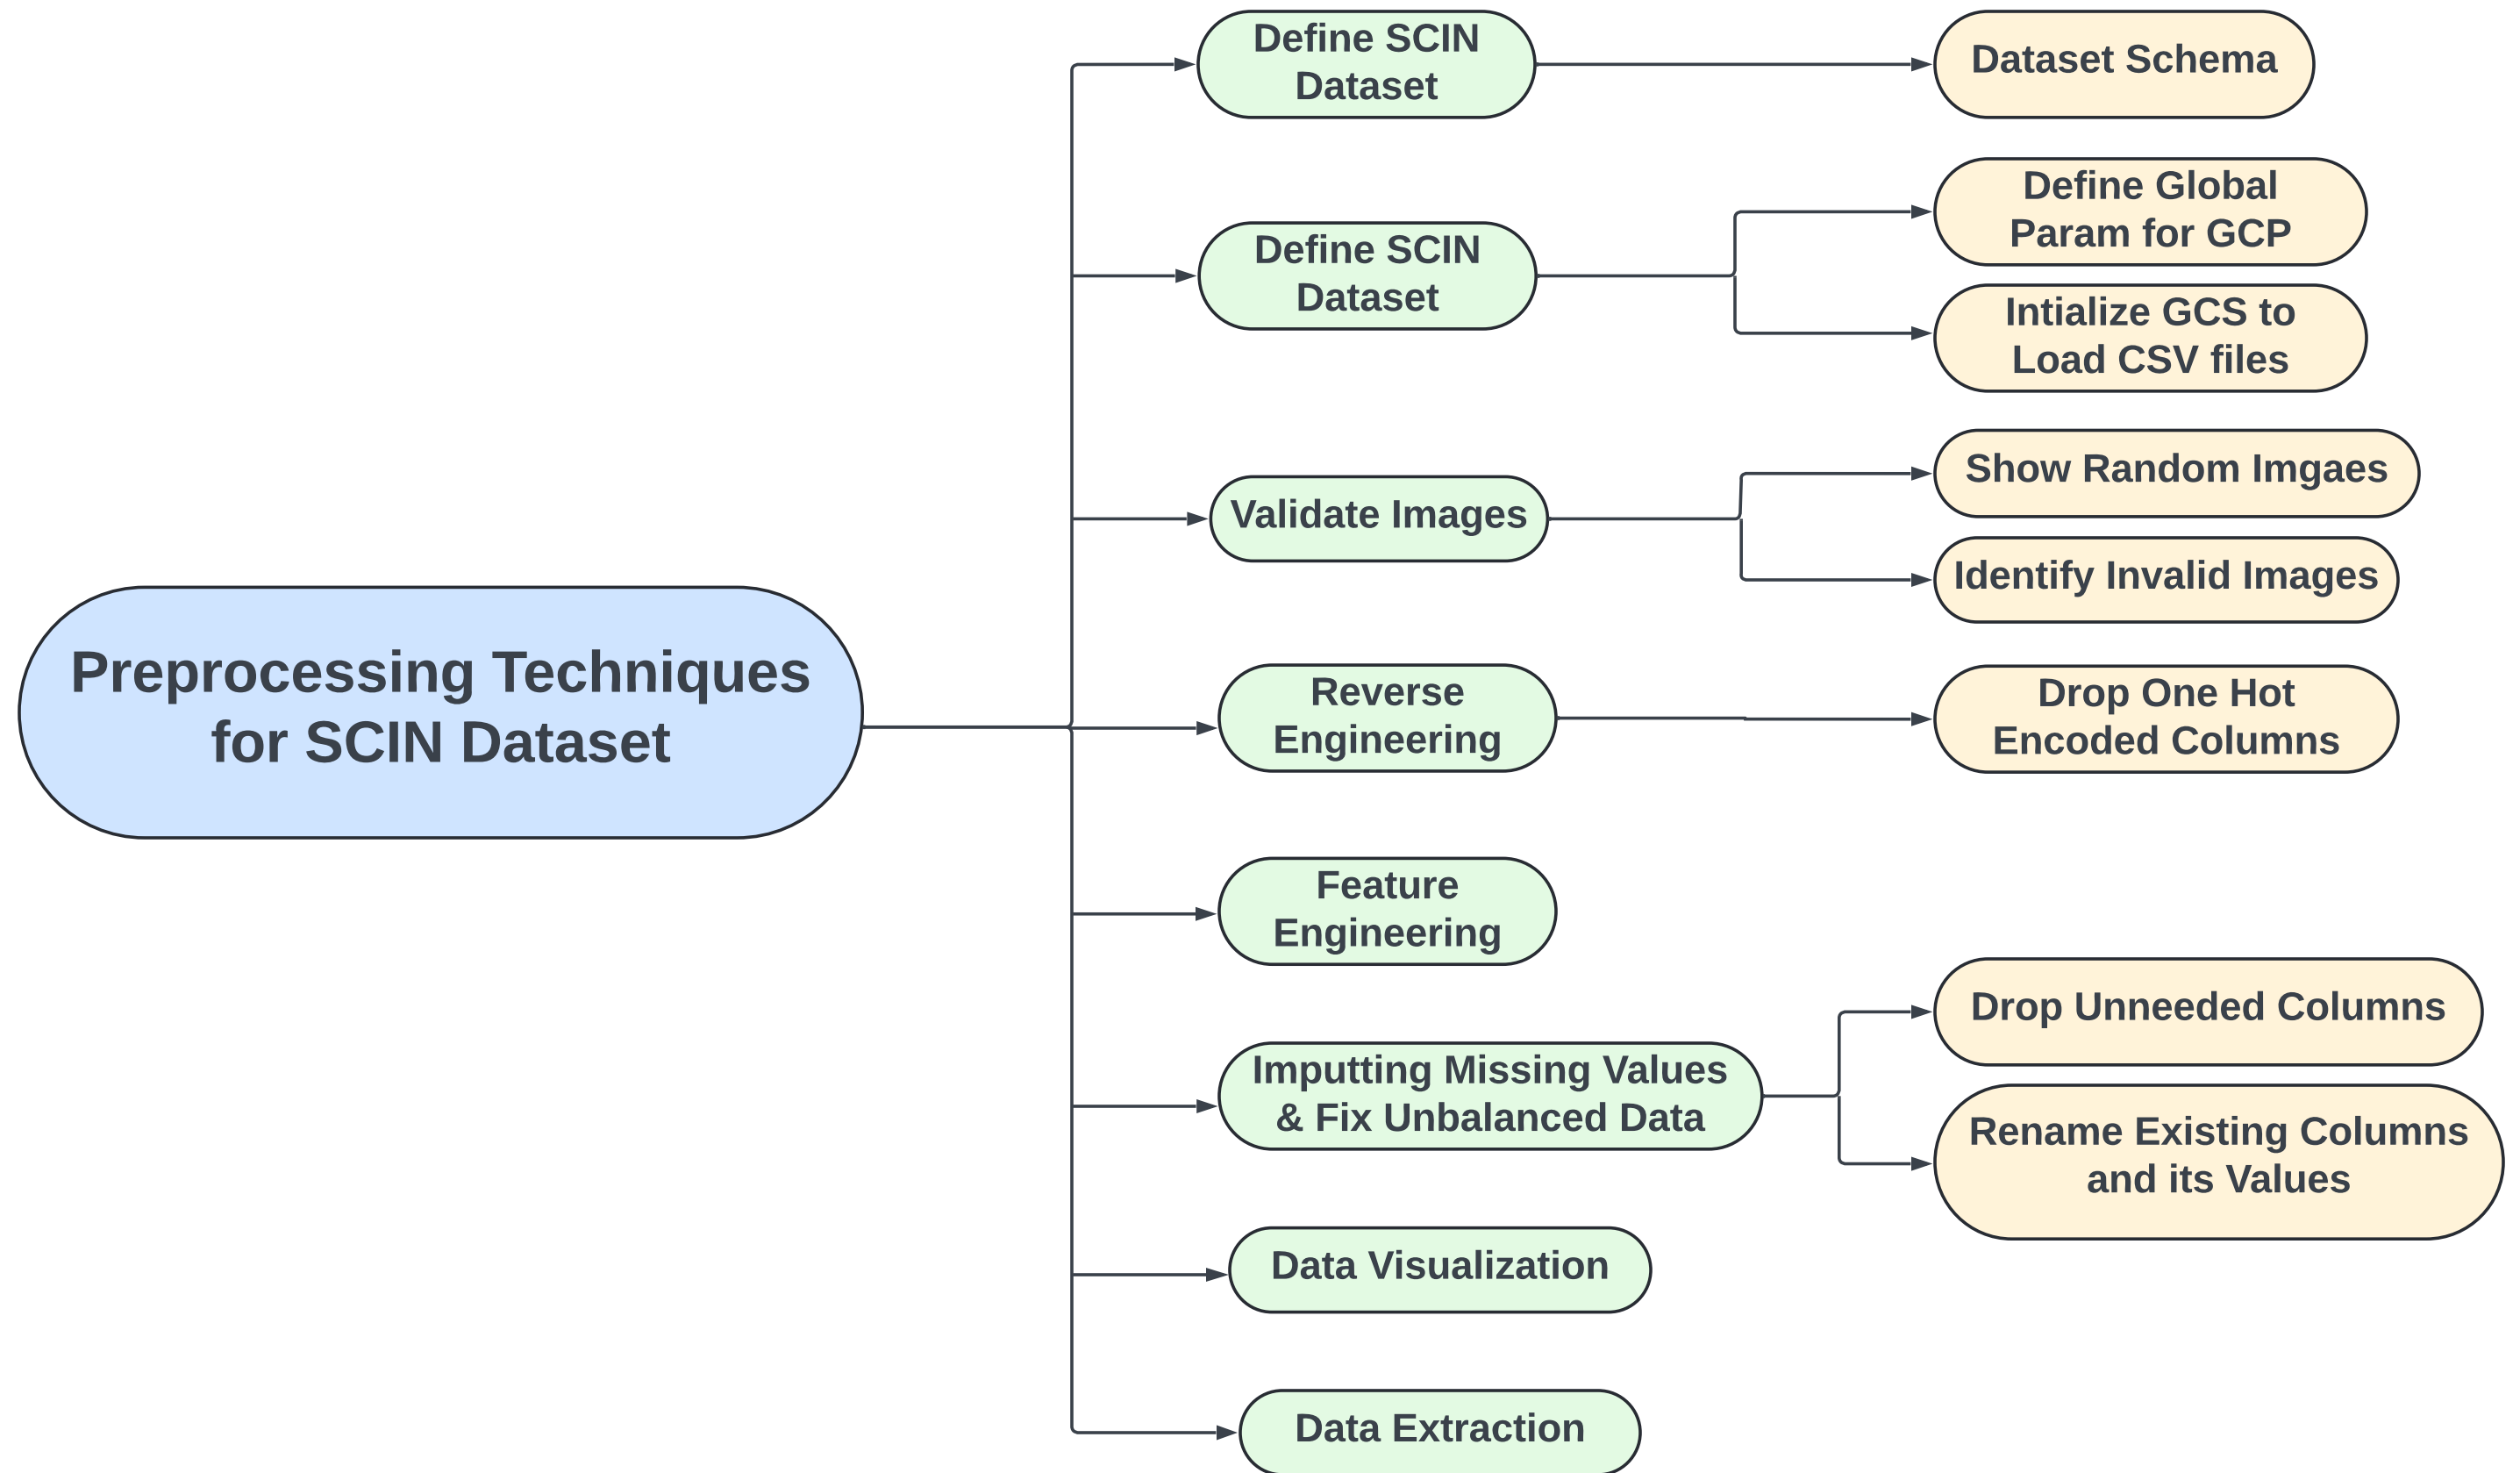 Preprocessing Techniques
for SCIN Dataset
Define SCIN
Dataset
Dataset Schema
Define SCIN
Dataset
Define Global
Param for GCP
Intialize GCS to
Load CSV files
Validate Images
Show Random Imgaes
Identify Invalid Images
Reverse
Engineering
Drop One Hot
Encoded Columns
Feature
Engineering
Imputting Missing Values
& Fix Unbalanced Data
Drop Unneeded Columns
Rename Existing Columns
and its Values
Data Visualization
Data Extraction